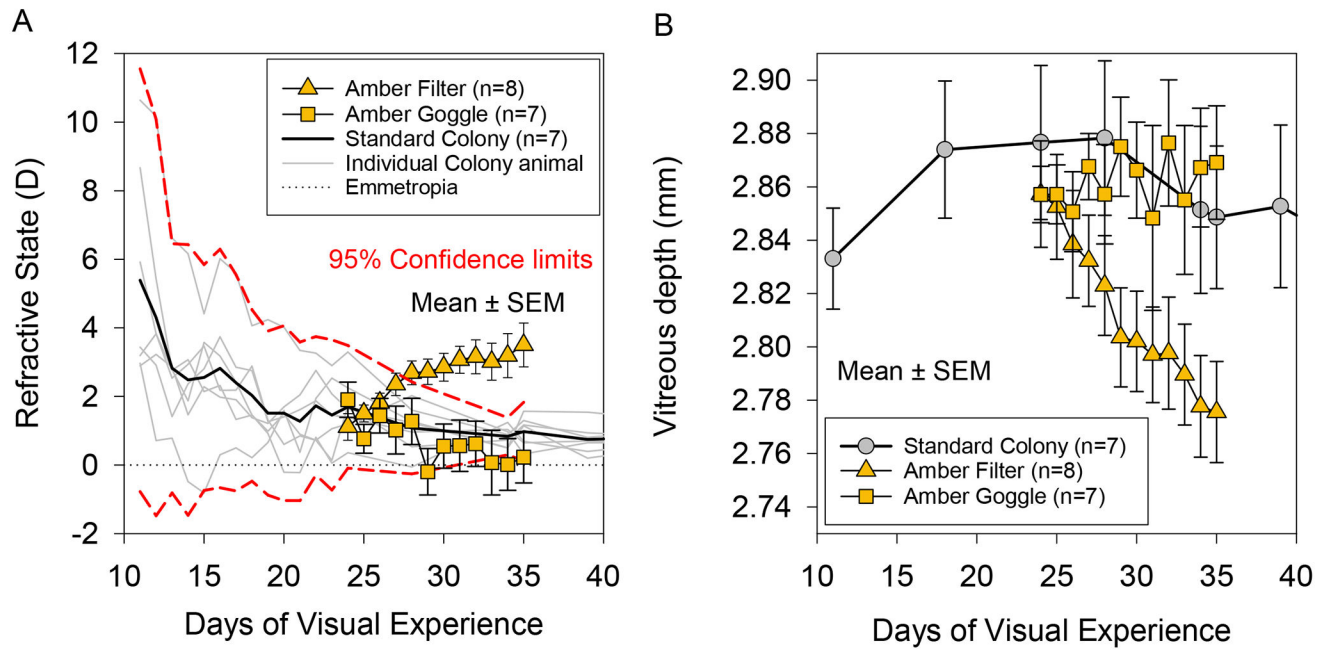 A
Refractive State (D)
12
10
8
6
4
2
0
-2
10 15 20 25 30 35 40
Days of Visual Experience
Amber Filter (n=8)
Amber Goggle (n=7)
Standard Colony (n=7)
Individual Colony animal
Emmetropia
95% Confidence limits
Mean ± SEM
B
Vitreous depth (mm)
2.90
2.88
2.86
2.84
2.82
2.80
2.78
2.76
2.74
10 15 20 25 30 35 40
Days of Visual Experience
Mean ± SEM
Standard Colony (n=7)
Amber Filter (n=8)
Amber Goggle (n=7)